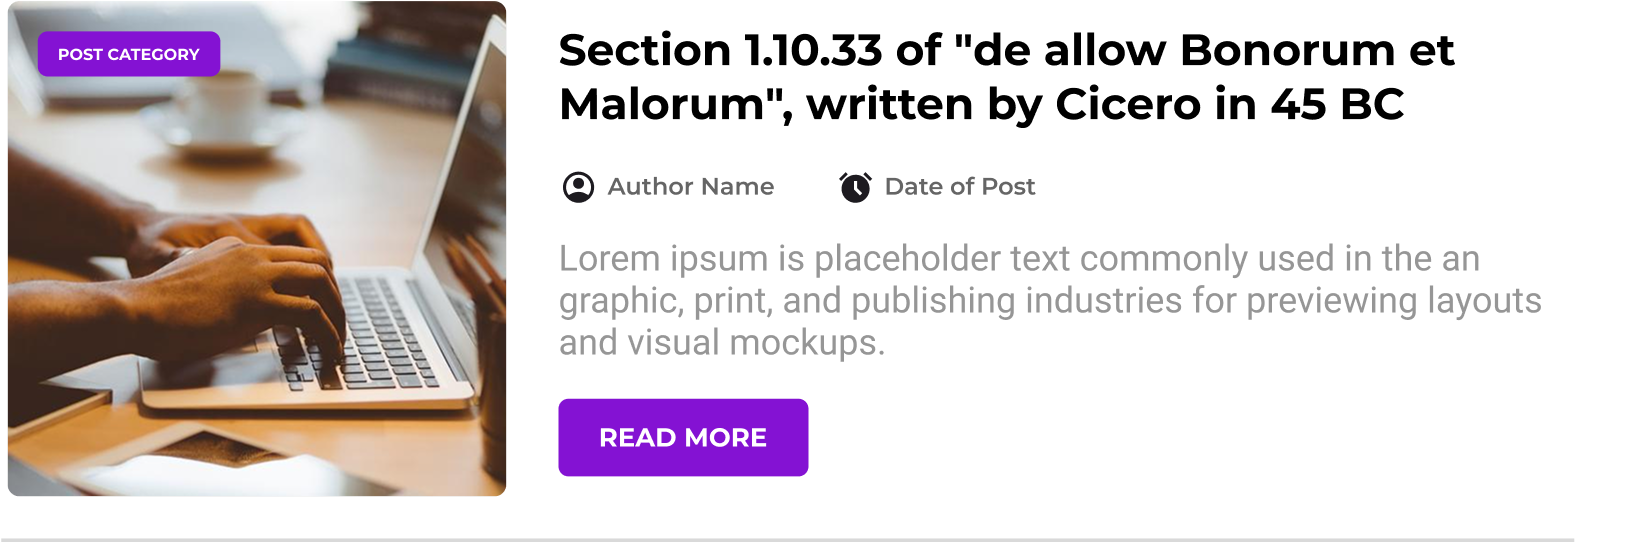 POST CATEGORY
Section 1.10.33 of "de allow Bonorum et
Malorum", written by Cicero in 45 BC
Author Name
Date of Post
Lorem ipsum is placeholder text commonly used in the an
graphic, print, and publishing industries for previewing layouts
and visual mockups.
READ MORE